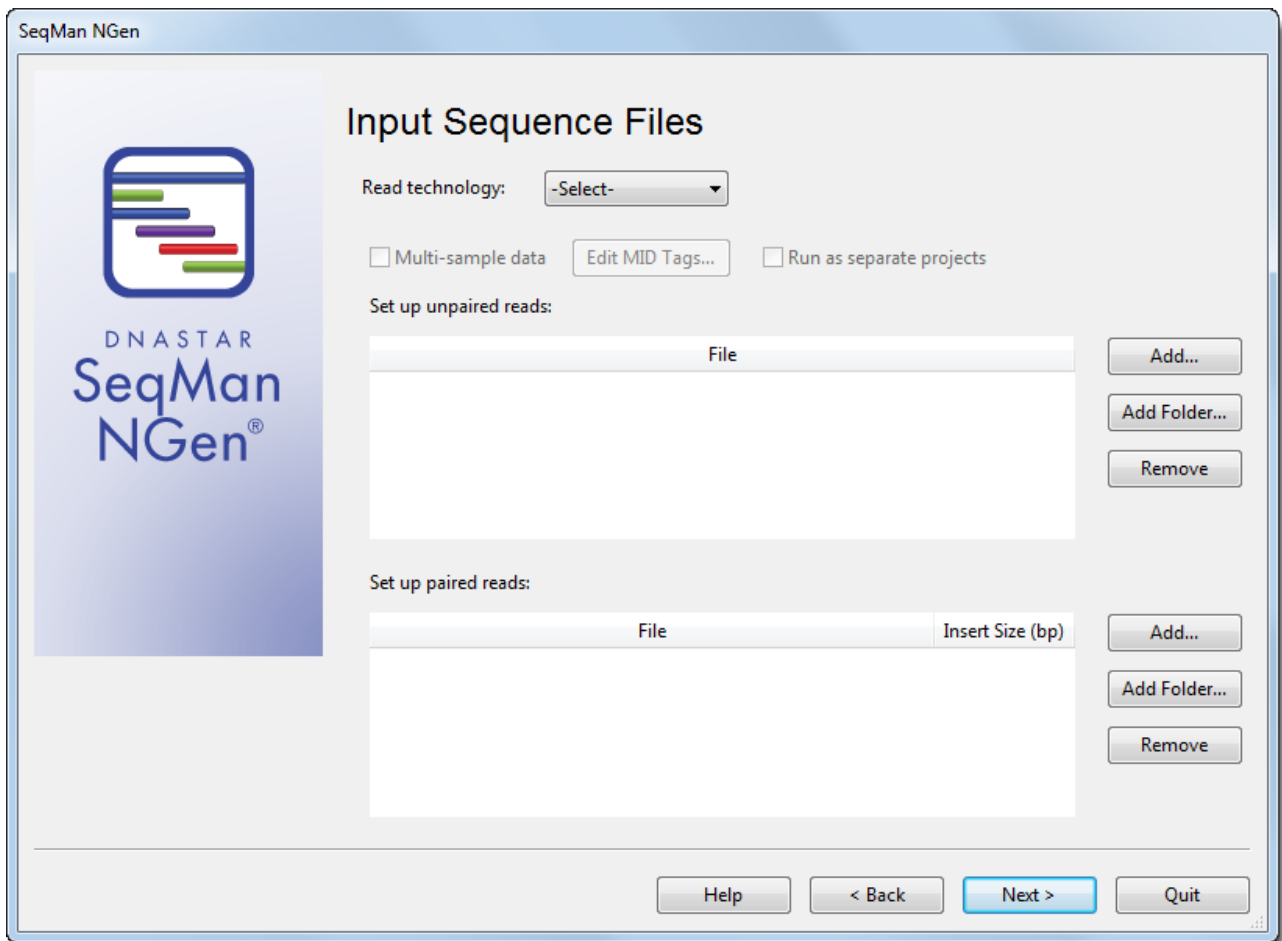 SeqMan NGen
Input Sequence Files
Read technology: -Select-
Multi-sample data Edit MID Tags... Run as separate projects
DNASTAR
SeqMan
NGen®
Set up unpaired reads:
File
Add...
Add Folder...
Remove
Set up paired reads:
File Insert Size (bp)
Add...
Add Folder...
Remove
Help < Back Next > Quit